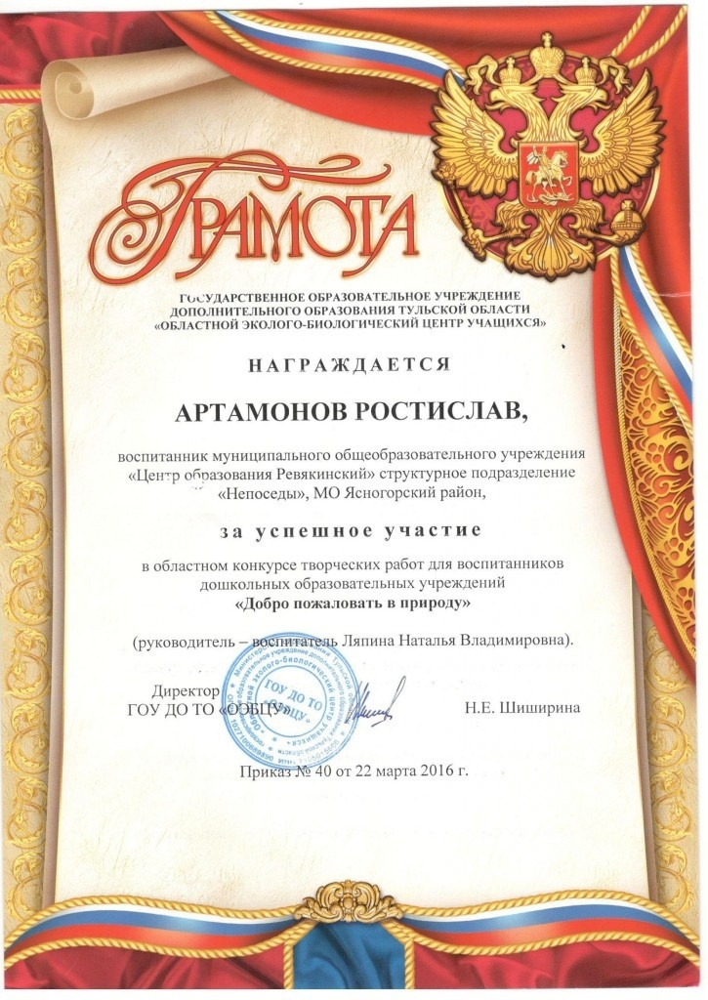 ГРАМОТА
ГОСУДАРСТВЕННОЕ ОБРАЗОВАТЕЛЬНОЕ УЧРЕЖДЕНИЕ
ДОПОЛНИТЕЛЬНОГО ОБРАЗОВАНИЯ ТУЛЬСКОЙ ОБЛАСТИ
«ОБЛАСТНОЙ ЭКОЛОГО-БИОЛОГИЧЕСКИЙ ЦЕНТР УЧАЩИХСЯ»
НАГРАЖДАЕТСЯ
АРТАМОНОВ РОСТИСЛАВ,
воспитанник муниципального общеобразовательного учреждения
«Центр образования Ревякинский» структурное подразделение
«Непоседы», МО Ясногорский район,
за успешное участие
в областном конкурсе творческих работ для воспитанников
дошкольных образовательных учреждений
«Добро пожаловать в природу»
(руководитель – воспитатель Ляпина Наталья Владимировна).
Директор
ГОУ ДО ТО «ОЭБЦУ»
Н.Е. Шиширина
ГОУ ДО ТО
«ОЭБЦУ»
Приказ № 40 от 22 марта 2016 г.